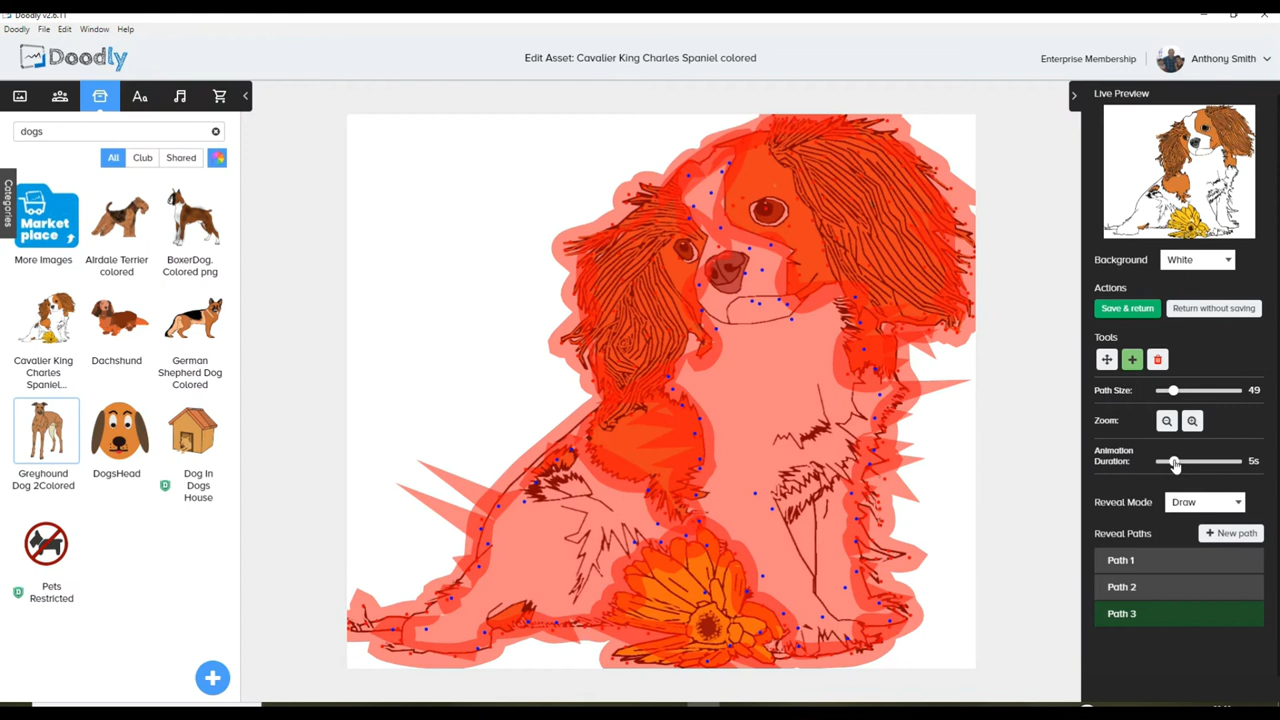 Doodly v2.6.11
Doodly File Edit Window Help
Doodly
Edit Asset: Cavalier King Charles Spaniel colored
Enterprise Membership
Anthony Smith
dogs
All Club Shared
Categories
Market place
More Images
Airdale Terrier colored
BoxerDog. Colored png
Cavalier King Charles Spaniel...
Dachshund
German Shepherd Dog Colored
Greyhound Dog 2Colored
DogsHead
Dog In Dogs House
Pets Restricted
Live Preview
Background White
Actions
Save & return Return without saving
Tools
Path Size: 49
Zoom:
Animation Duration: 5s
Reveal Mode Draw
Reveal Paths + New path
Path 1
Path 2
Path 3